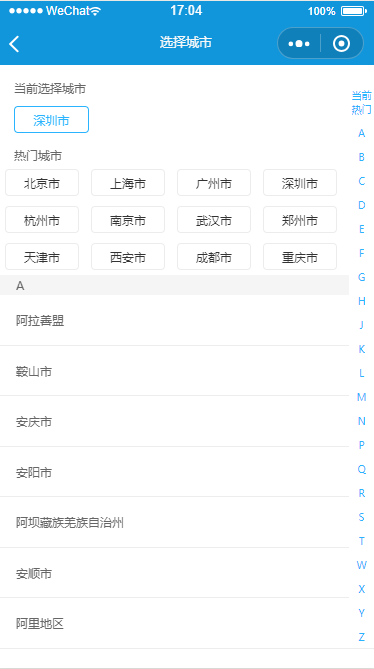 WeChat 17:04 100%
选择城市
当前选择城市
深圳市
热门城市
北京市 上海市 广州市 深圳市
杭州市 南京市 武汉市 郑州市
天津市 西安市 成都市 重庆市
A
阿拉善盟
鞍山市
安庆市
安阳市
阿坝藏族羌族自治州
安顺市
阿里地区
当前
热门
A
B
C
D
E
F
G
H
J
K
L
M
N
P
Q
R
S
T
W
X
Y
Z